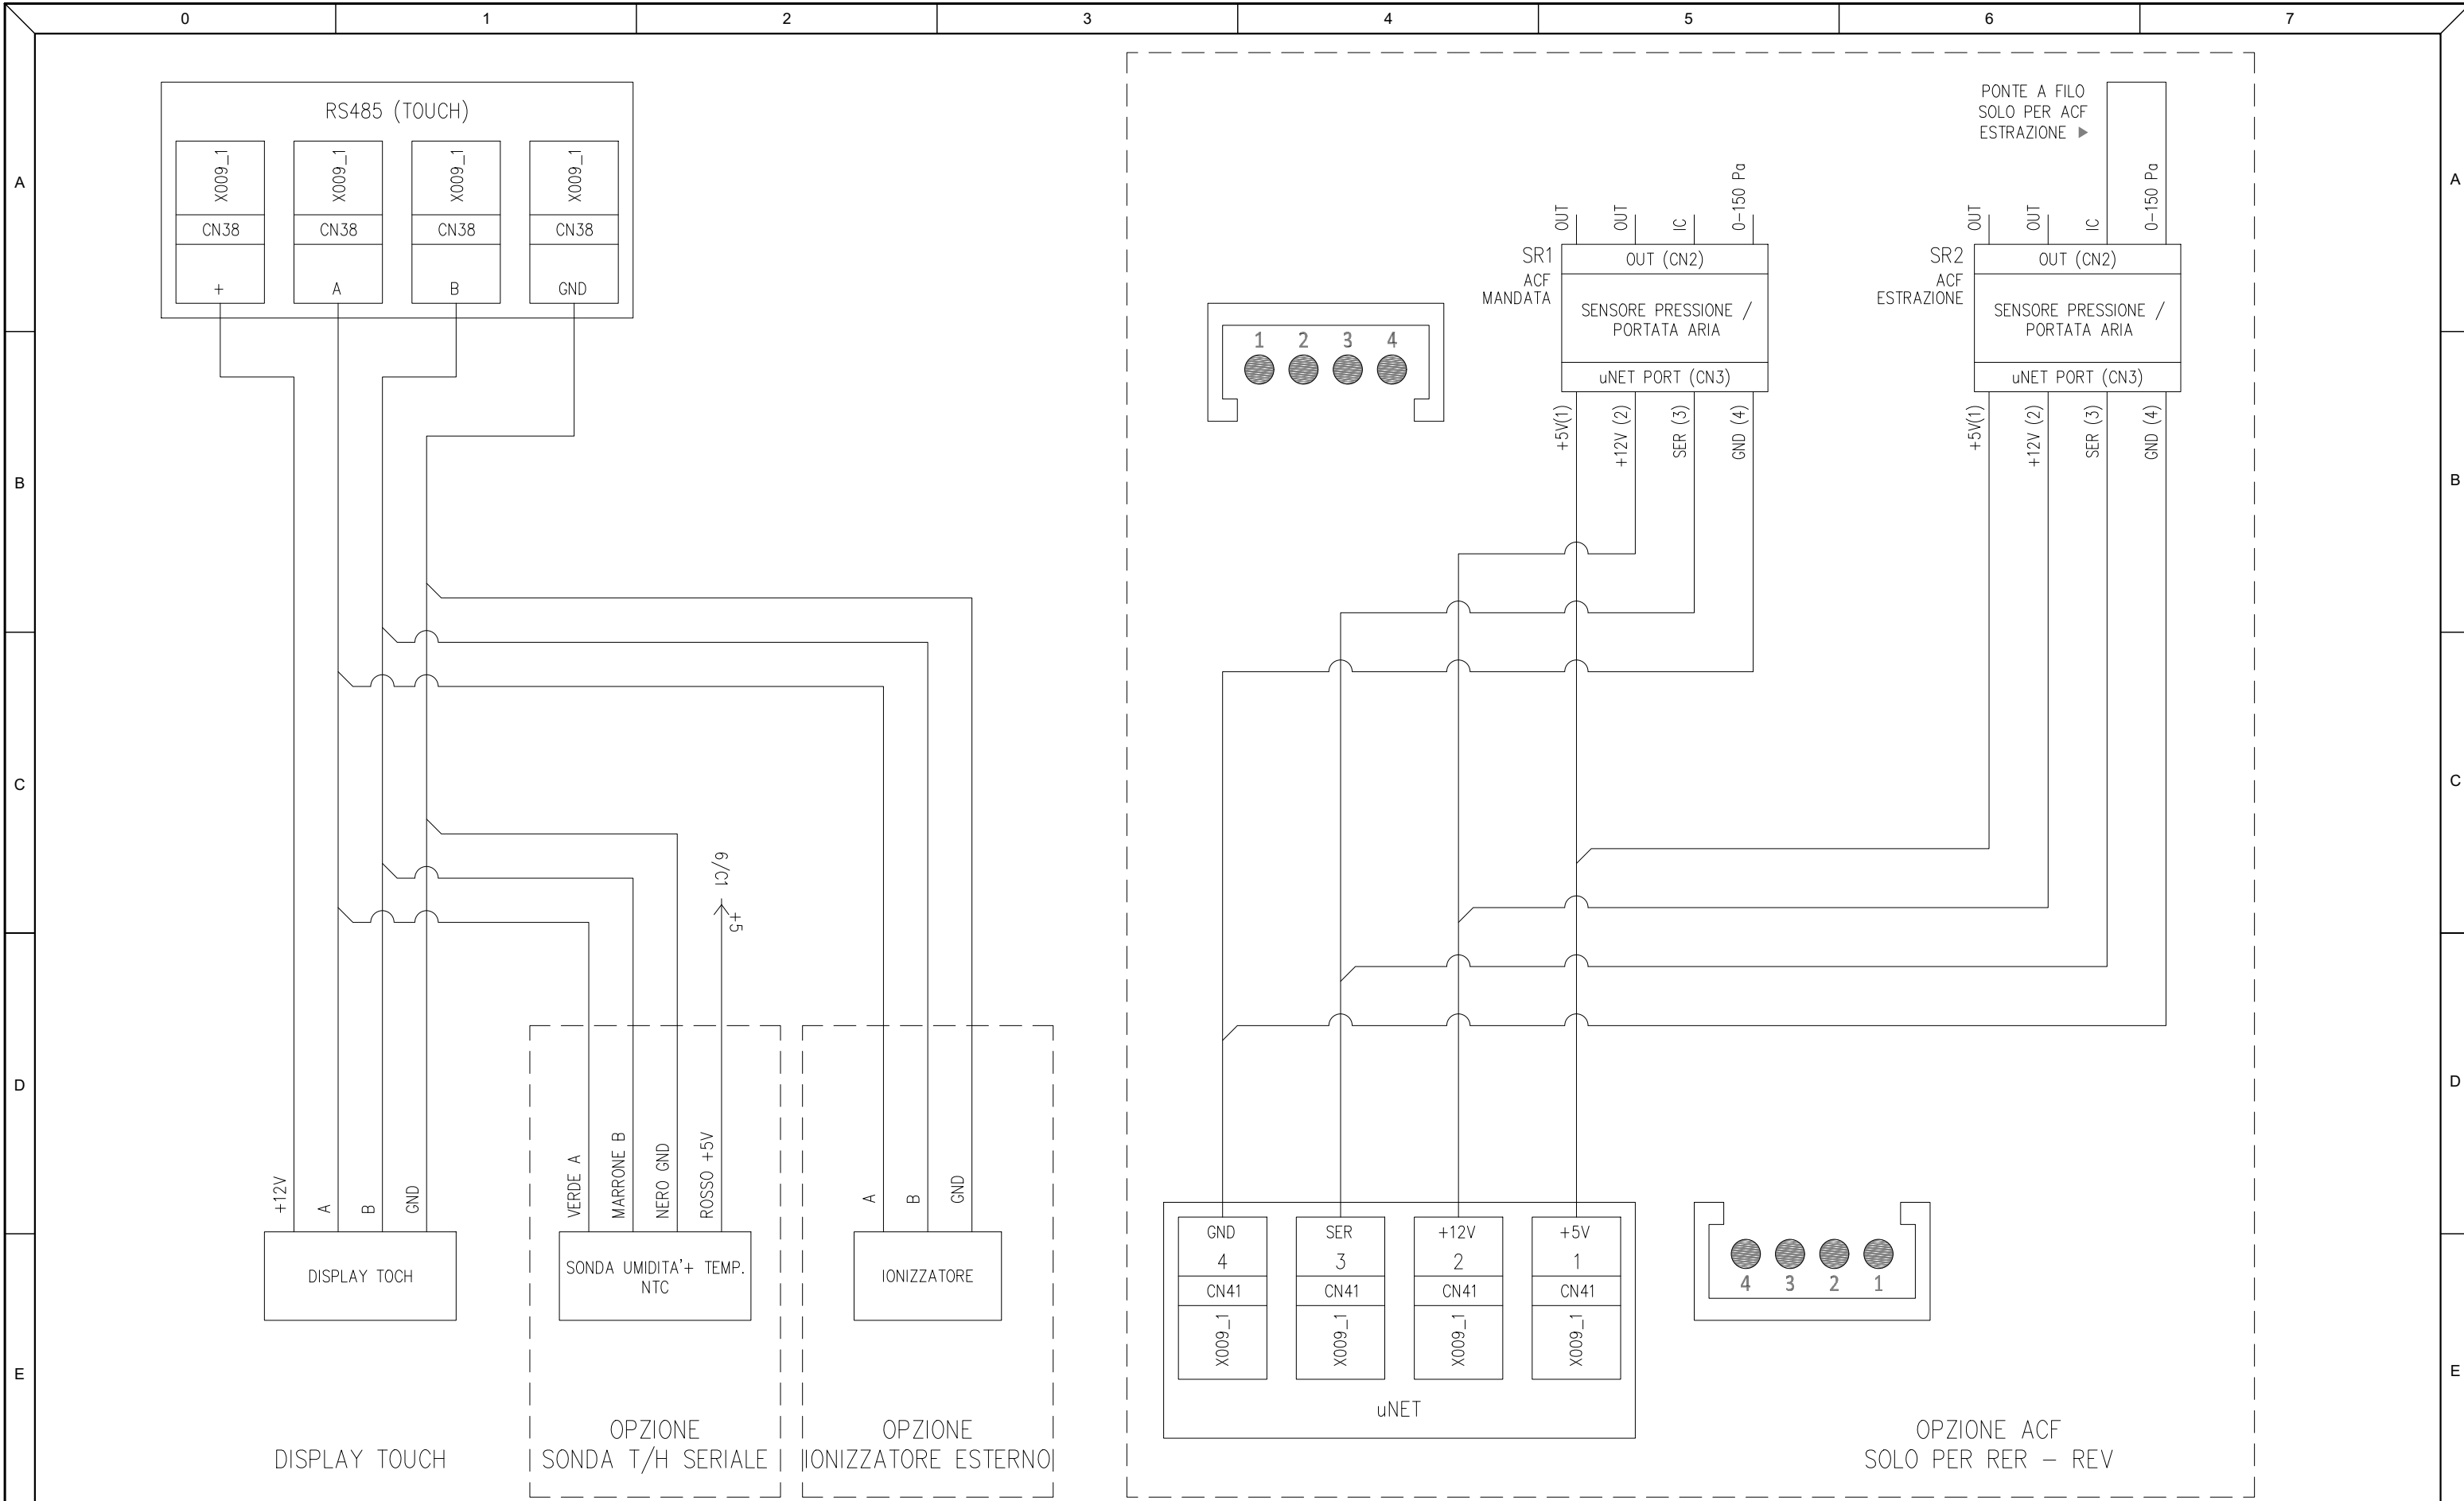 0 1 2 3 4 5 6 7
A
B
C
D
E
RS485 (TOUCH)
X009_1 X009_1 X009_1 X009_1
CN38 CN38 CN38 CN38
+ A B GND
6/C1
+5
+12V
A
B
GND
VERDE A
MARRONE B
NERO GND
ROSSO +5V
A
B
GND
DISPLAY TOCH
SONDA UMIDITA'+ TEMP.
NTC
IONIZZATORE
DISPLAY TOUCH
OPZIONE
SONDA T/H SERIALE
OPZIONE
IONIZZATORE ESTERNO
1 2 3 4
OUT
OUT
IC
0-150 Pa
SR1
ACF
MANDATA
OUT (CN2)
SENSORE PRESSIONE /
PORTATA ARIA
uNET PORT (CN3)
+5V(1)
+12V (2)
SER (3)
GND (4)
PONTE A FILO
SOLO PER ACF
ESTRAZIONE ▶
OUT
OUT
IC
0-150 Pa
SR2
ACF
ESTRAZIONE
OUT (CN2)
SENSORE PRESSIONE /
PORTATA ARIA
uNET PORT (CN3)
+5V(1)
+12V (2)
SER (3)
GND (4)
GND SER +12V +5V
4 3 2 1
CN41 CN41 CN41 CN41
X009_1 X009_1 X009_1 X009_1
uNET
4 3 2 1
OPZIONE ACF
SOLO PER RER - REV
A
B
C
D
E